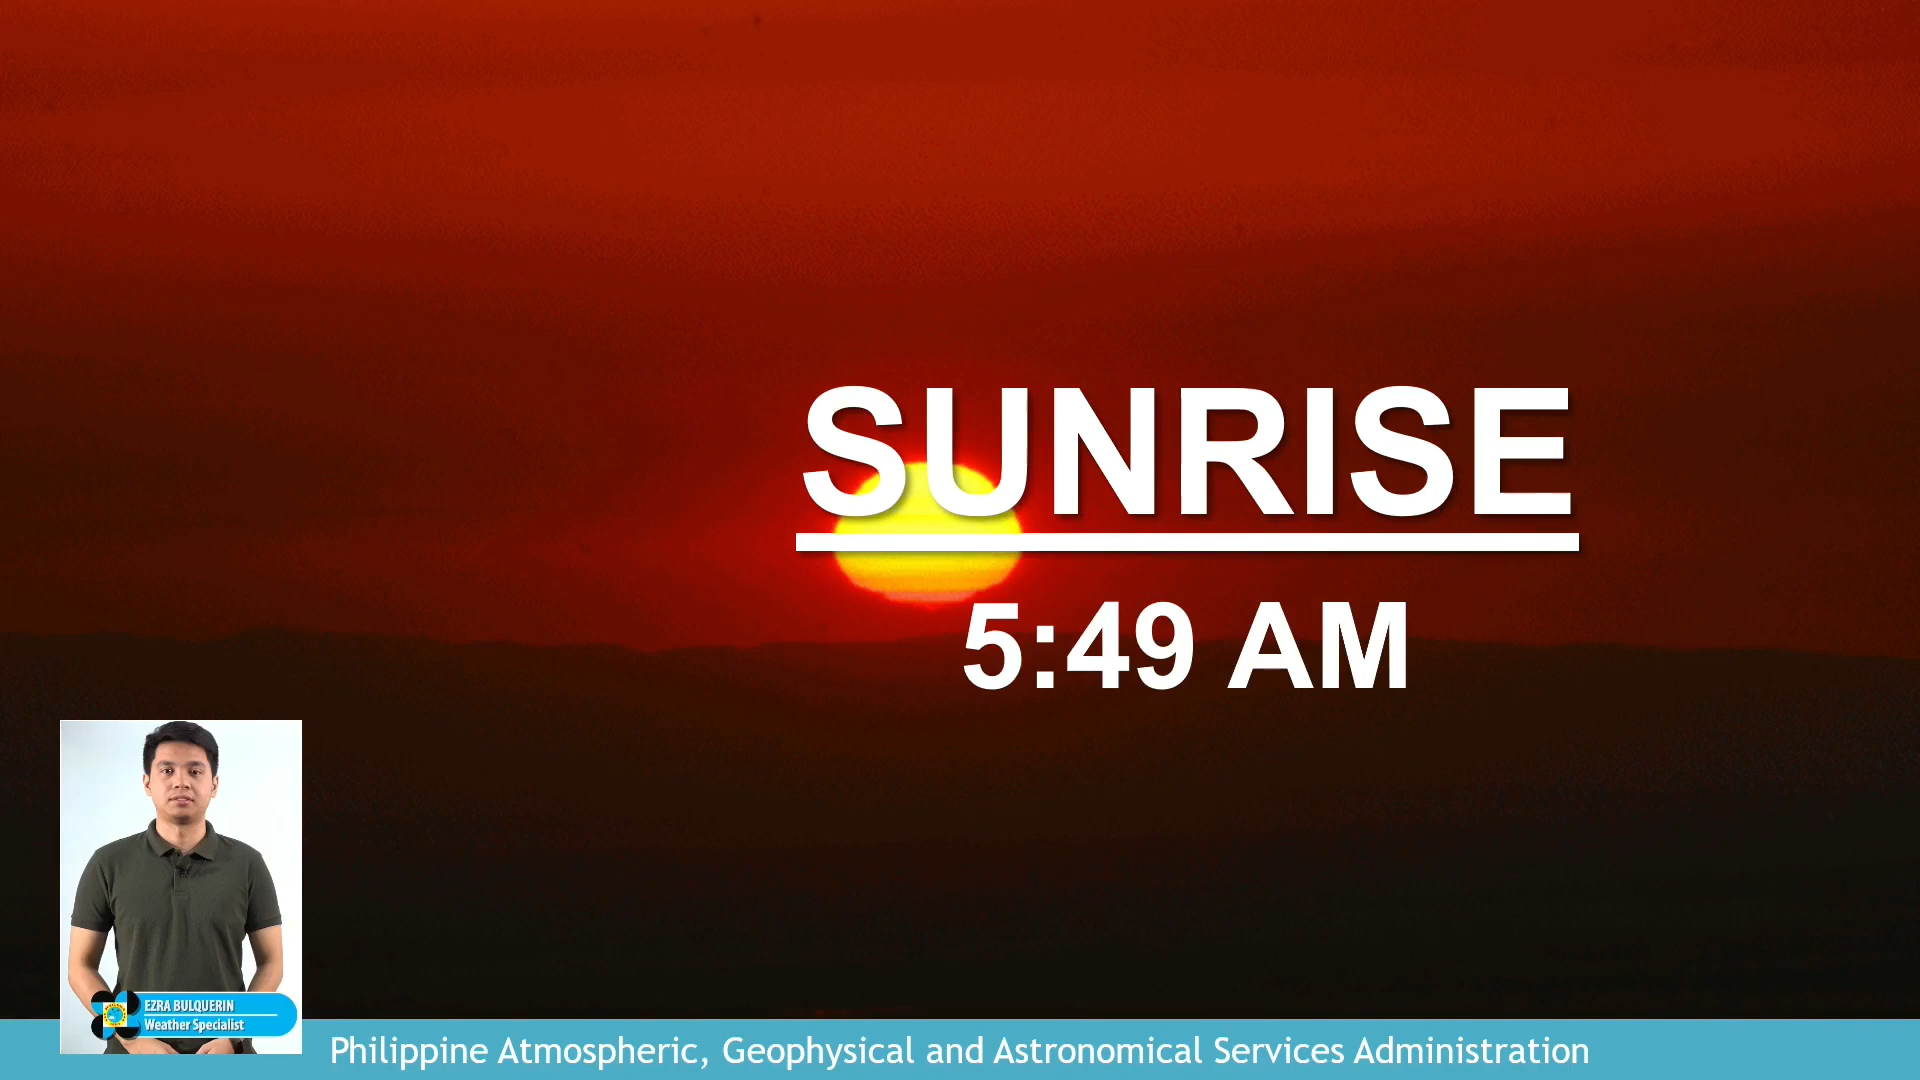 SUNRISE
5:49 AM
EZRA BULQUERIN
Weather Specialist
Philippine Atmospheric, Geophysical and Astronomical Services Administration